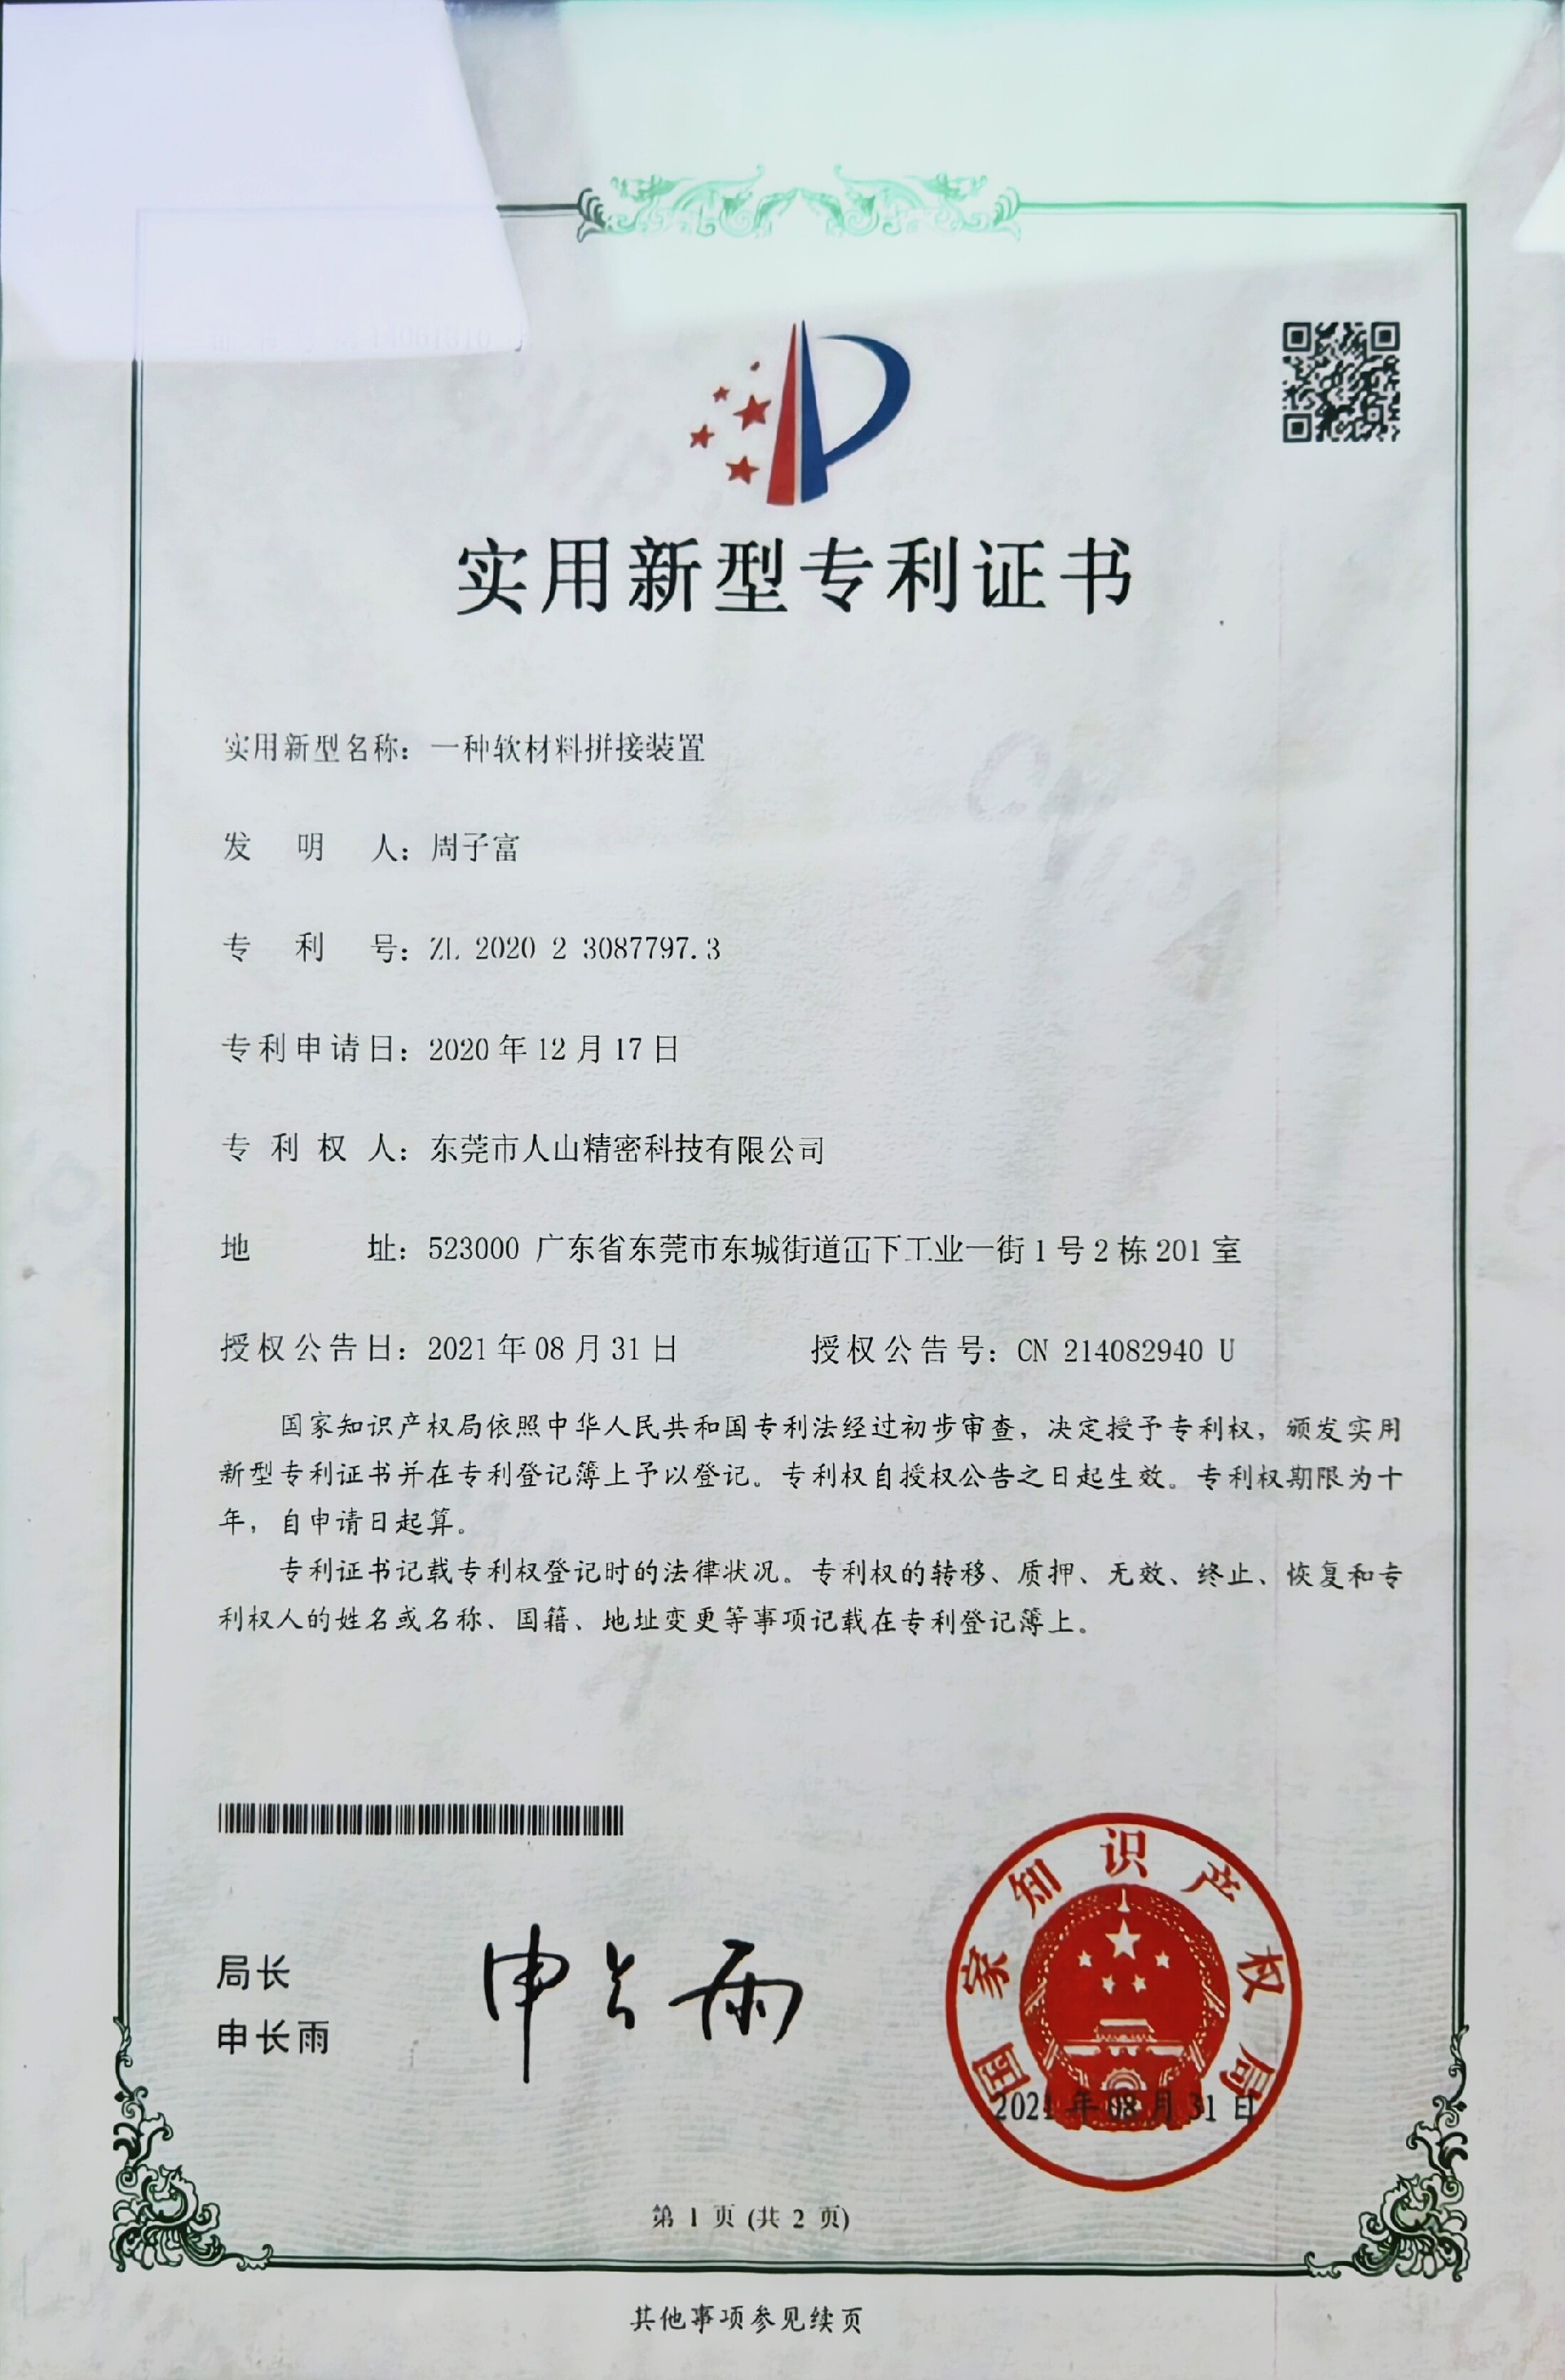 实用新型专利证书
实用新型名称：一种软材料拼接装置
发 明 人：周子富
专 利 号：ZL 2020 2 3087797.3
专利申请日：2020年12月17日
专 利 权 人：东莞市人山精密科技有限公司
地 址：523000 广东省东莞市东城街道冚下工业一街1号2栋201室
授权公告日：2021年08月31日 授权公告号：CN 214082940 U
国家知识产权局依照中华人民共和国专利法经过初步审查，决定授予专利权，颁发实用
新型专利证书并在专利登记簿上予以登记。专利权自授权公告之日起生效。专利权期限为十
年，自申请日起算。
专利证书记载专利权登记时的法律状况。专利权的转移、质押、无效、终止、恢复和专
利权人的姓名或名称、国籍、地址变更等事项记载在专利登记簿上。
局长
申长雨
申长雨
国家知识产权局
2021年08月31日
第 1 页 (共 2 页)
其他事项参见续页